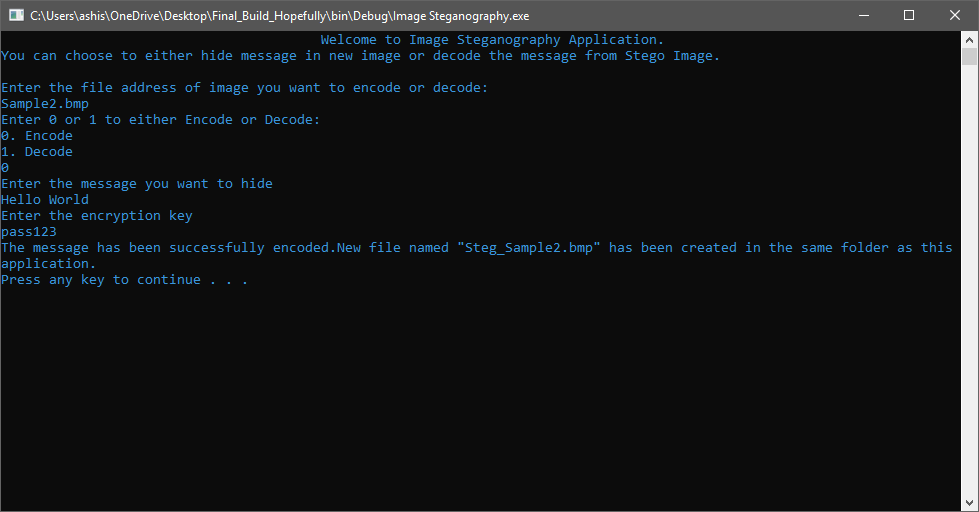 C:\Users\ashis\OneDrive\Desktop\Final_Build_Hopefully\bin\Debug\Image Steganography.exe
Welcome to Image Steganography Application.
You can choose to either hide message in new image or decode the message from Stego Image.
Enter the file address of image you want to encode or decode:
Sample2.bmp
Enter 0 or 1 to either Encode or Decode:
0. Encode
1. Decode
0
Enter the message you want to hide
Hello World
Enter the encryption key
pass123
The message has been successfully encoded.New file named "Steg_Sample2.bmp" has been created in the same folder as this
application.
Press any key to continue . . .